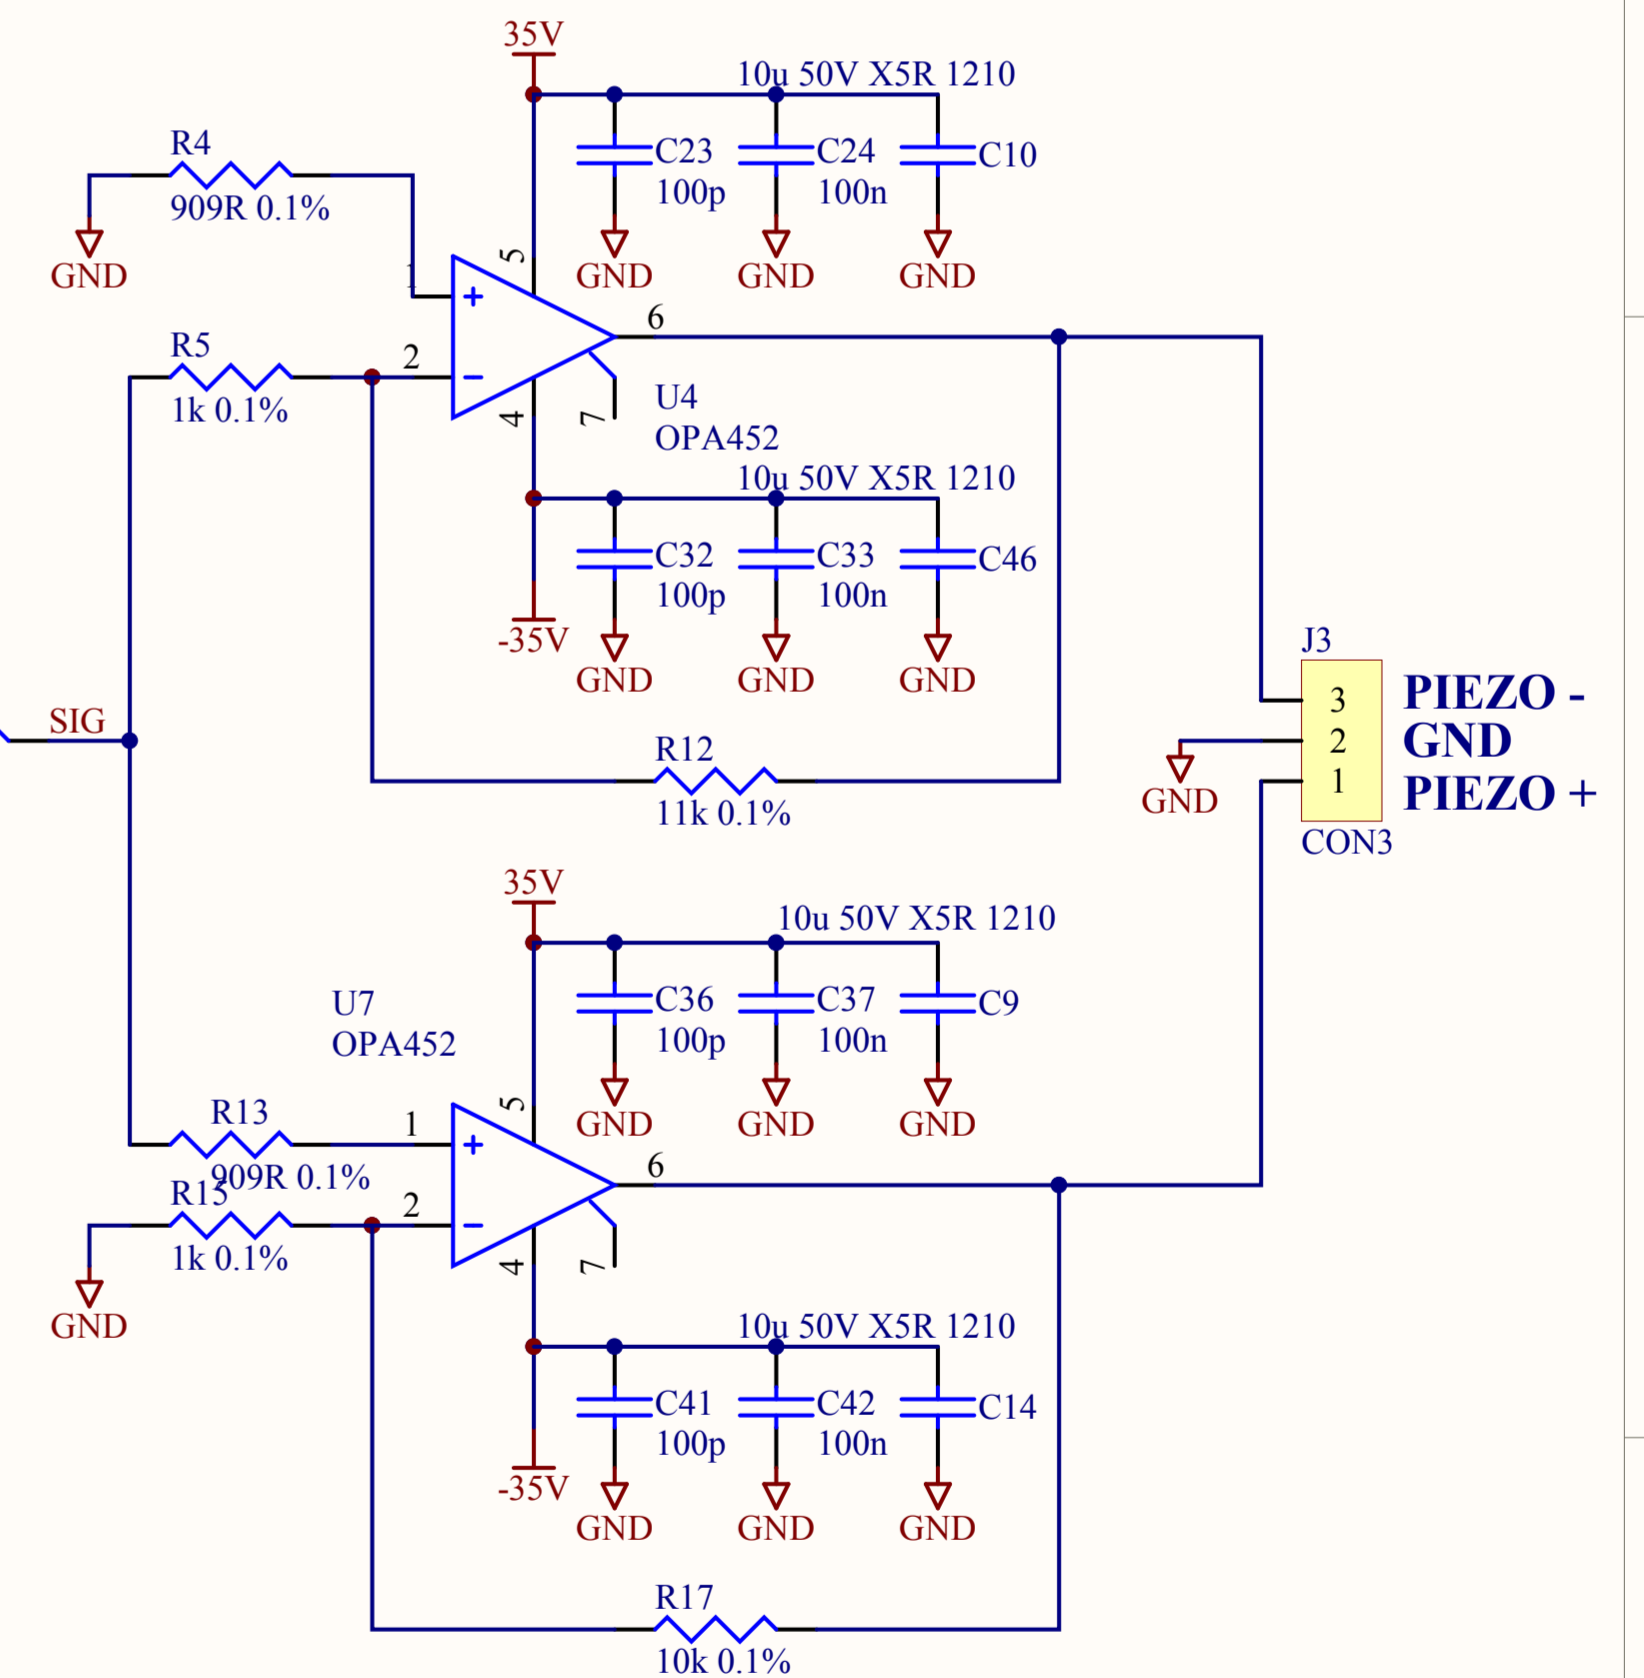 35V
10u 50V X5R 1210
R4
909R 0.1%
C23
100p
C24
100n
C10
GND
GND
GND
GND
5
1
R5
1k 0.1%
2
6
4
7
U4
OPA452
10u 50V X5R 1210
C32
100p
C33
100n
C46
-35V
GND
GND
GND
SIG
R12
11k 0.1%
J3
3
2
1
PIEZO -
GND
PIEZO +
GND
CON3
35V
10u 50V X5R 1210
U7
OPA452
C36
100p
C37
100n
C9
GND
GND
GND
5
R13
909R 0.1%
1
R15
1k 0.1%
2
6
4
7
GND
10u 50V X5R 1210
C41
100p
C42
100n
C14
-35V
GND
GND
GND
R17
10k 0.1%